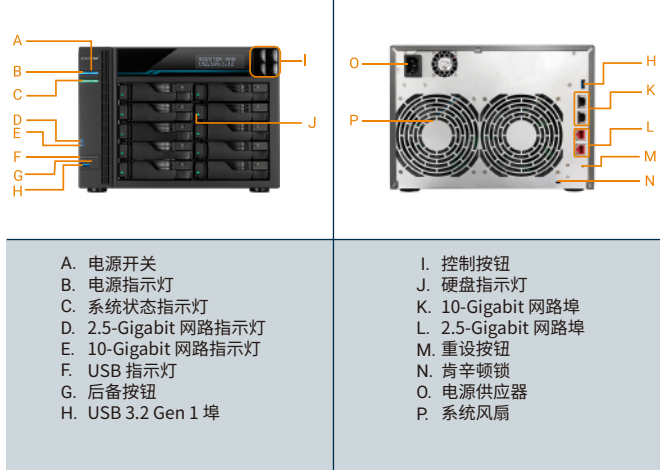 A
B
C
D
E
F
G
H
I
J
O
P
H
K
L
M
N
A. 电源开关
B. 电源指示灯
C. 系统状态指示灯
D. 2.5-Gigabit 网路指示灯
E. 10-Gigabit 网路指示灯
F. USB 指示灯
G. 后备按钮
H. USB 3.2 Gen 1 埠
I. 控制按钮
J. 硬盘指示灯
K. 10-Gigabit 网路埠
L. 2.5-Gigabit 网路埠
M. 重设按钮
N. 肯辛顿锁
O. 电源供应器
P. 系统风扇